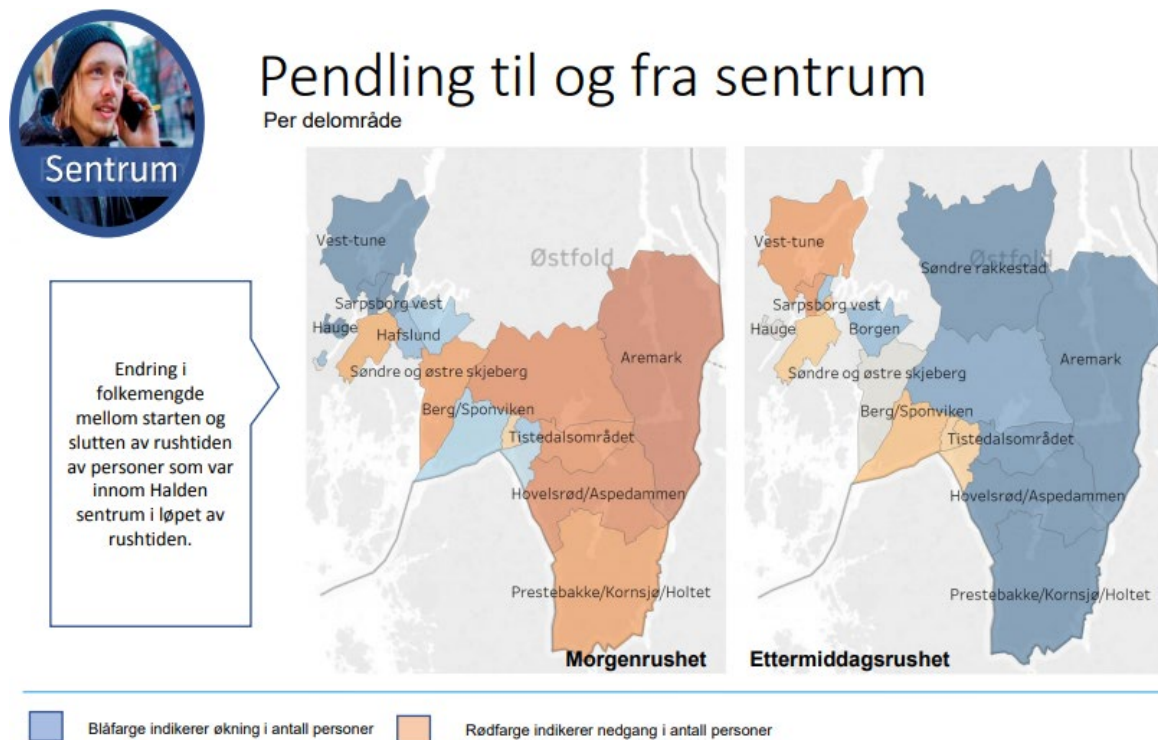 Sentrum
Pendling til og fra sentrum
Per delområde
Endring i
folkemengde
mellom starten og
slutten av rushtiden
av personer som var
innom Halden
sentrum i løpet av
rushtiden.
Østfold
Vest-tune
Sarpsborg vest
Hauge
Hafslund
Aremark
Søndre og østre skjeberg
Berg/Sponviken
Tistedalsområdet
Hovelsrød/Aspedammen
Prestebakke/Kornsjø/Holtet
Morgenrushet
Vest-tune
Østfold
Søndre rakkestad
Sarpsborg vest
Hauge
Borgen
Aremark
Søndre og østre skjeberg
Berg/Sponviken
Tistedalsområdet
Hovelsrød/Aspedammen
Prestebakke/Kornsjø/Holtet
Ettermiddagsrushet
Blåfarge indikerer økning i antall personer
Rødfarge indikerer nedgang i antall personer